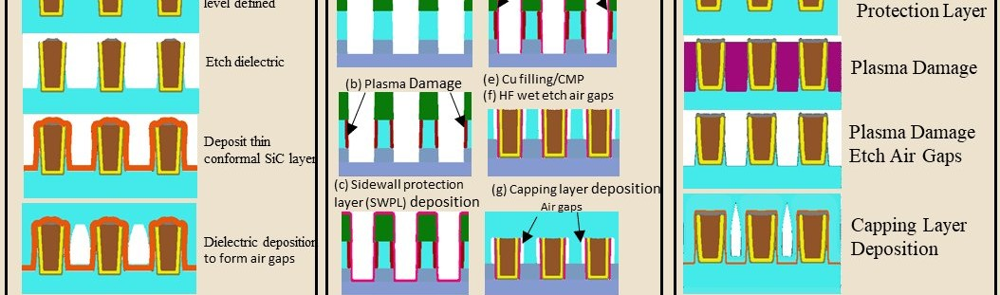 level defined
Etch dielectric
Deposit thin
conformal SiC layer
Dielectric deposition
to form air gaps
(b) Plasma Damage
(c) Sidewall protection
layer (SWPL) deposition
(e) Cu filling/CMP
(f) HF wet etch air gaps
(g) Capping layer deposition
Air gaps
Protection Layer
Plasma Damage
Plasma Damage
Etch Air Gaps
Capping Layer
Deposition